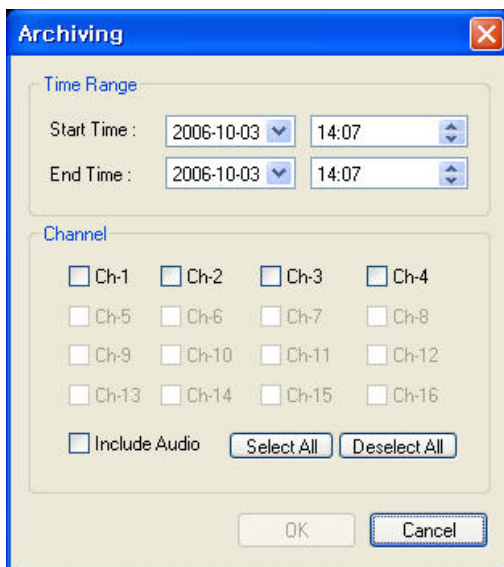 Archiving
Time Range
Start Time : 2006-10-03 14:07
End Time : 2006-10-03 14:07
Channel
Ch-1 Ch-2 Ch-3 Ch-4
Ch-5 Ch-6 Ch-7 Ch-8
Ch-9 Ch-10 Ch-11 Ch-12
Ch-13 Ch-14 Ch-15 Ch-16
Include Audio Select All Deselect All
OK Cancel